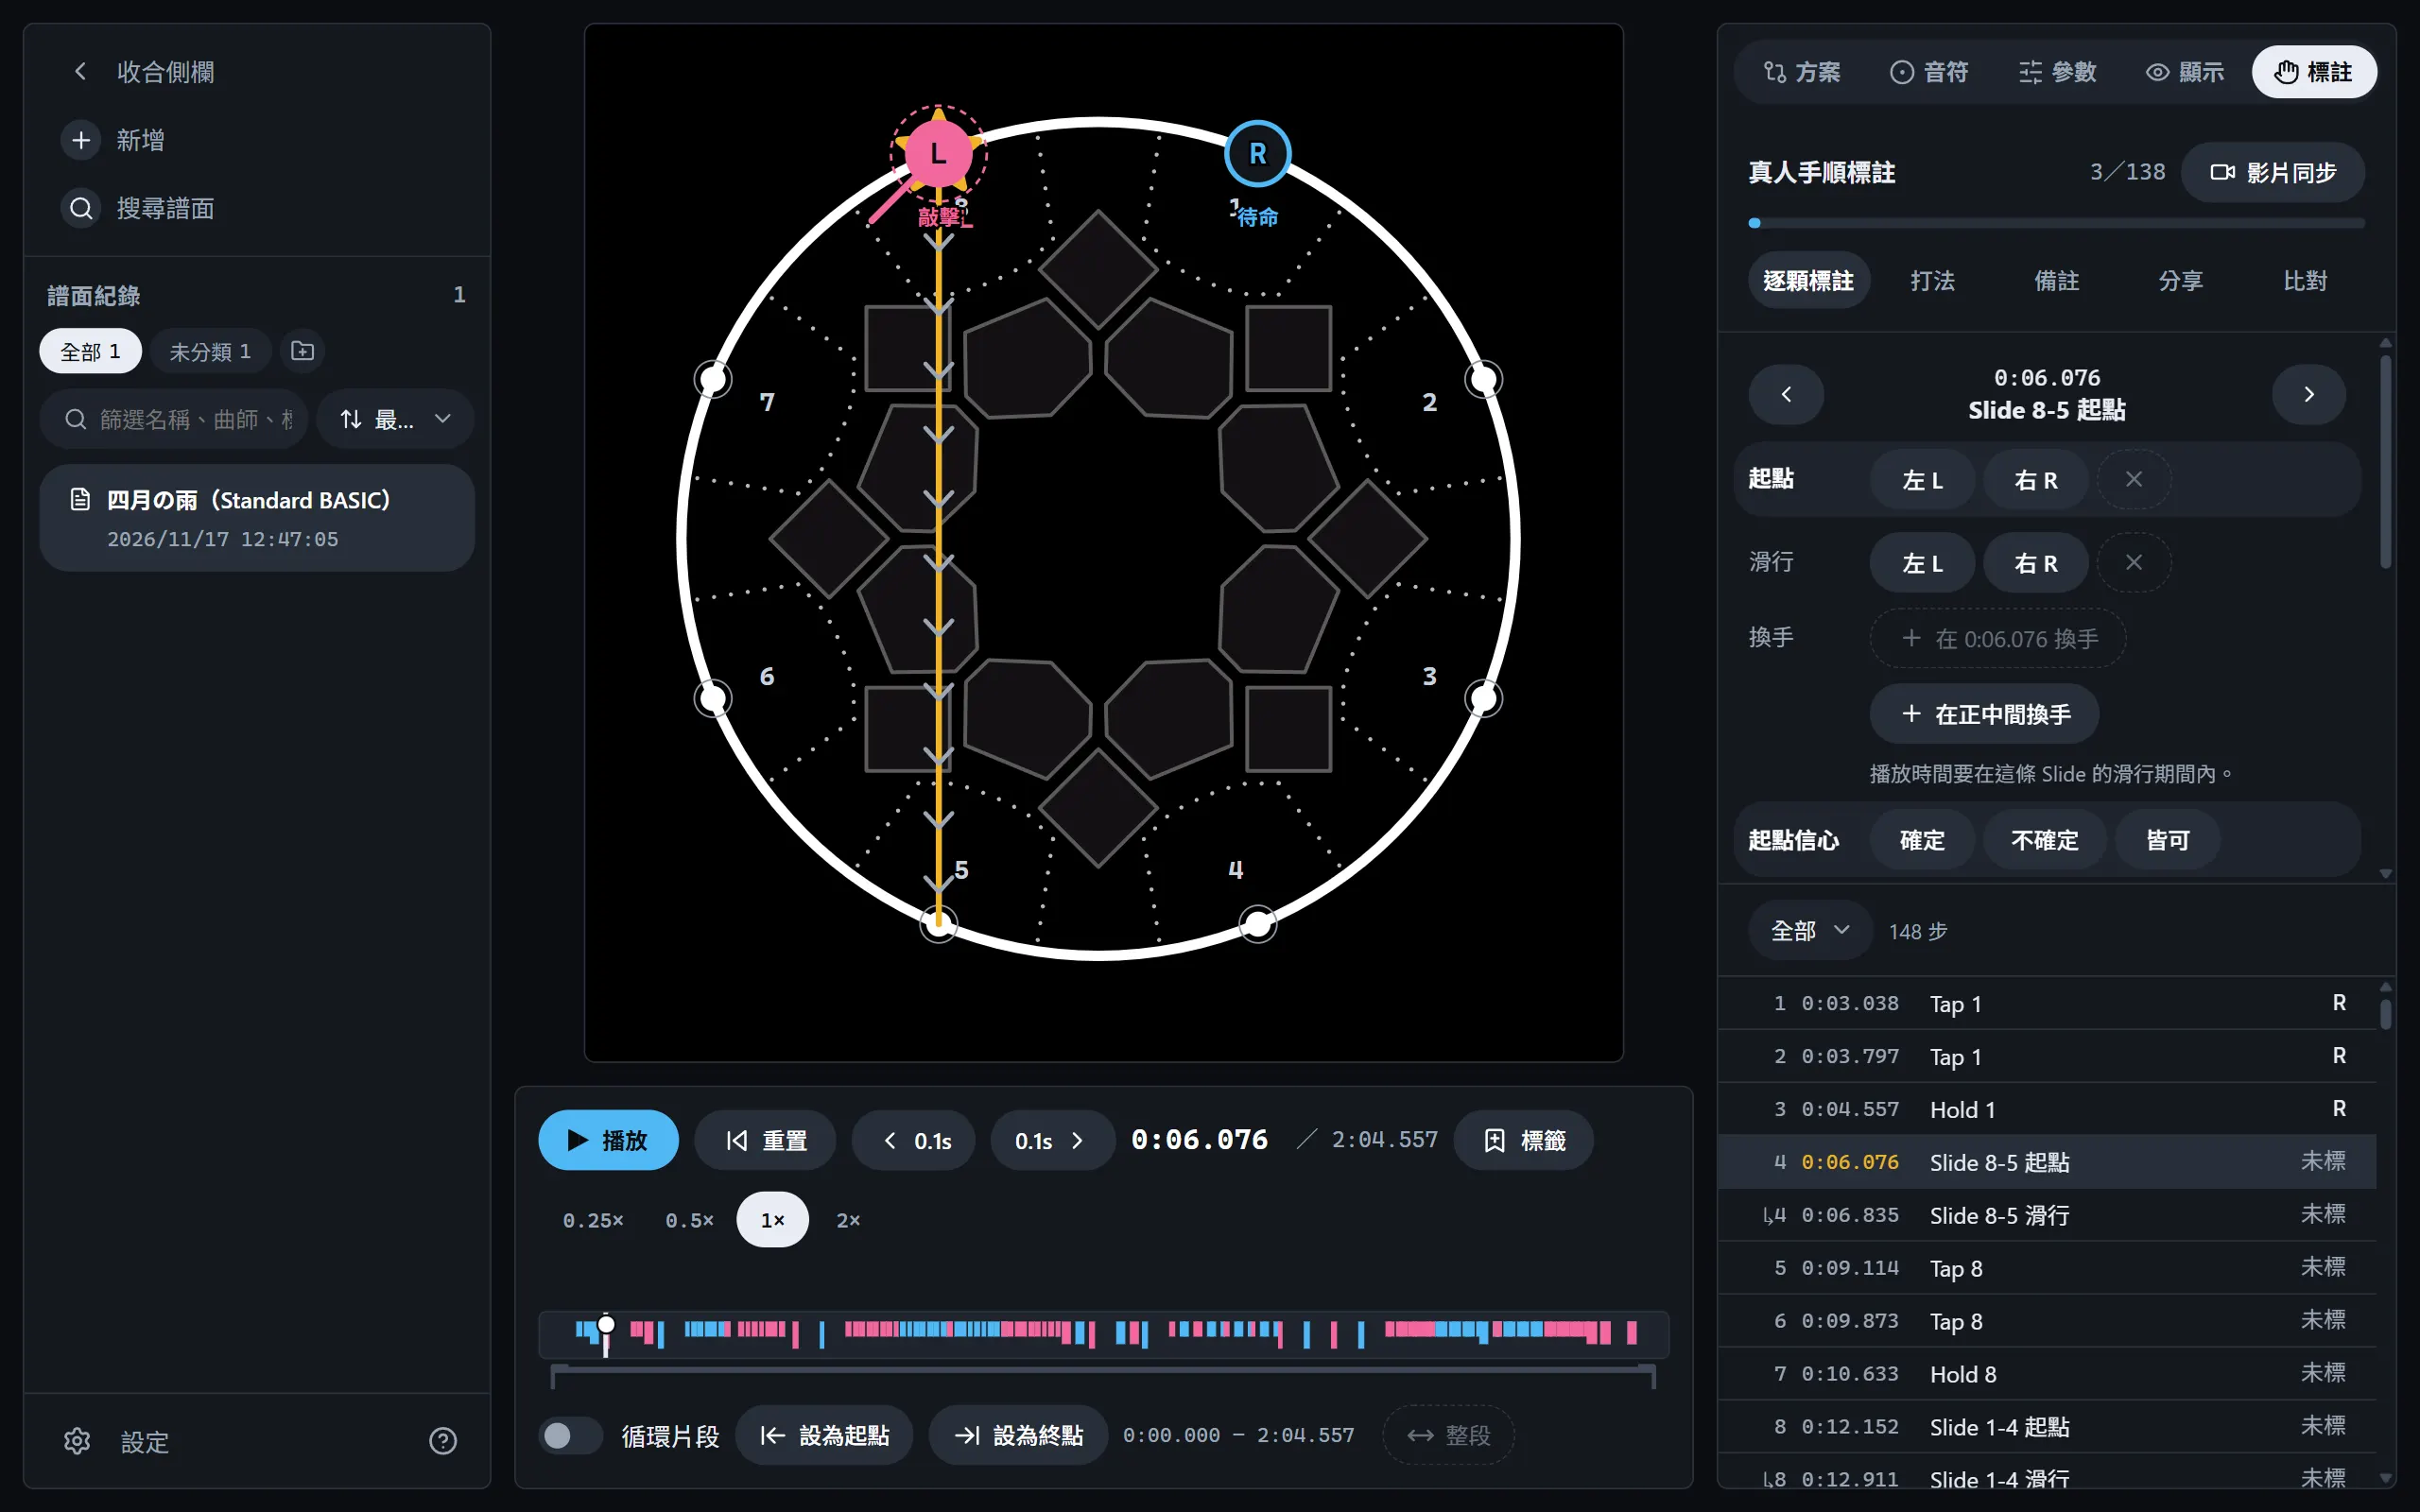 收合側欄
新增
搜尋譜面
譜面紀錄 1
全部 1 未分類 1
篩選名稱、曲師、 最...
四月の雨（Standard BASIC）
2026/11/17 12:47:05
設定
L R
敲擊L 待命
1
7 2
6 3
5 4
播放 重置 0.1s 0.1s 0:06.076 ／ 2:04.557 標籤
0.25× 0.5× 1× 2×
循環片段 設為起點 設為終點 0:00.000 – 2:04.557 整段
方案 音符 參數 顯示 標註
真人手順標註 3／138 影片同步
逐顆標註 打法 備註 分享 比對
0:06.076
Slide 8-5 起點
起點 左 L 右 R
滑行 左 L 右 R
換手 在 0:06.076 換手
在正中間換手
播放時間要在這條 Slide 的滑行期間內。
起點信心 確定 不確定 皆可
全部 148 步
1 0:03.038 Tap 1 R
2 0:03.797 Tap 1 R
3 0:04.557 Hold 1 R
4 0:06.076 Slide 8-5 起點 未標
↳4 0:06.835 Slide 8-5 滑行 未標
5 0:09.114 Tap 8 未標
6 0:09.873 Tap 8 未標
7 0:10.633 Hold 8 未標
8 0:12.152 Slide 1-4 起點 未標
↳8 0:12.911 Slide 1-4 滑行 未標